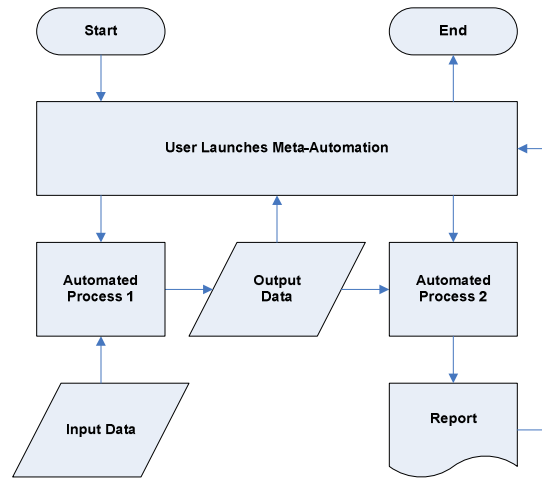 Start
End
User Launches Meta-Automation
Automated
Process 1
Output
Data
Automated
Process 2
Input Data
Report